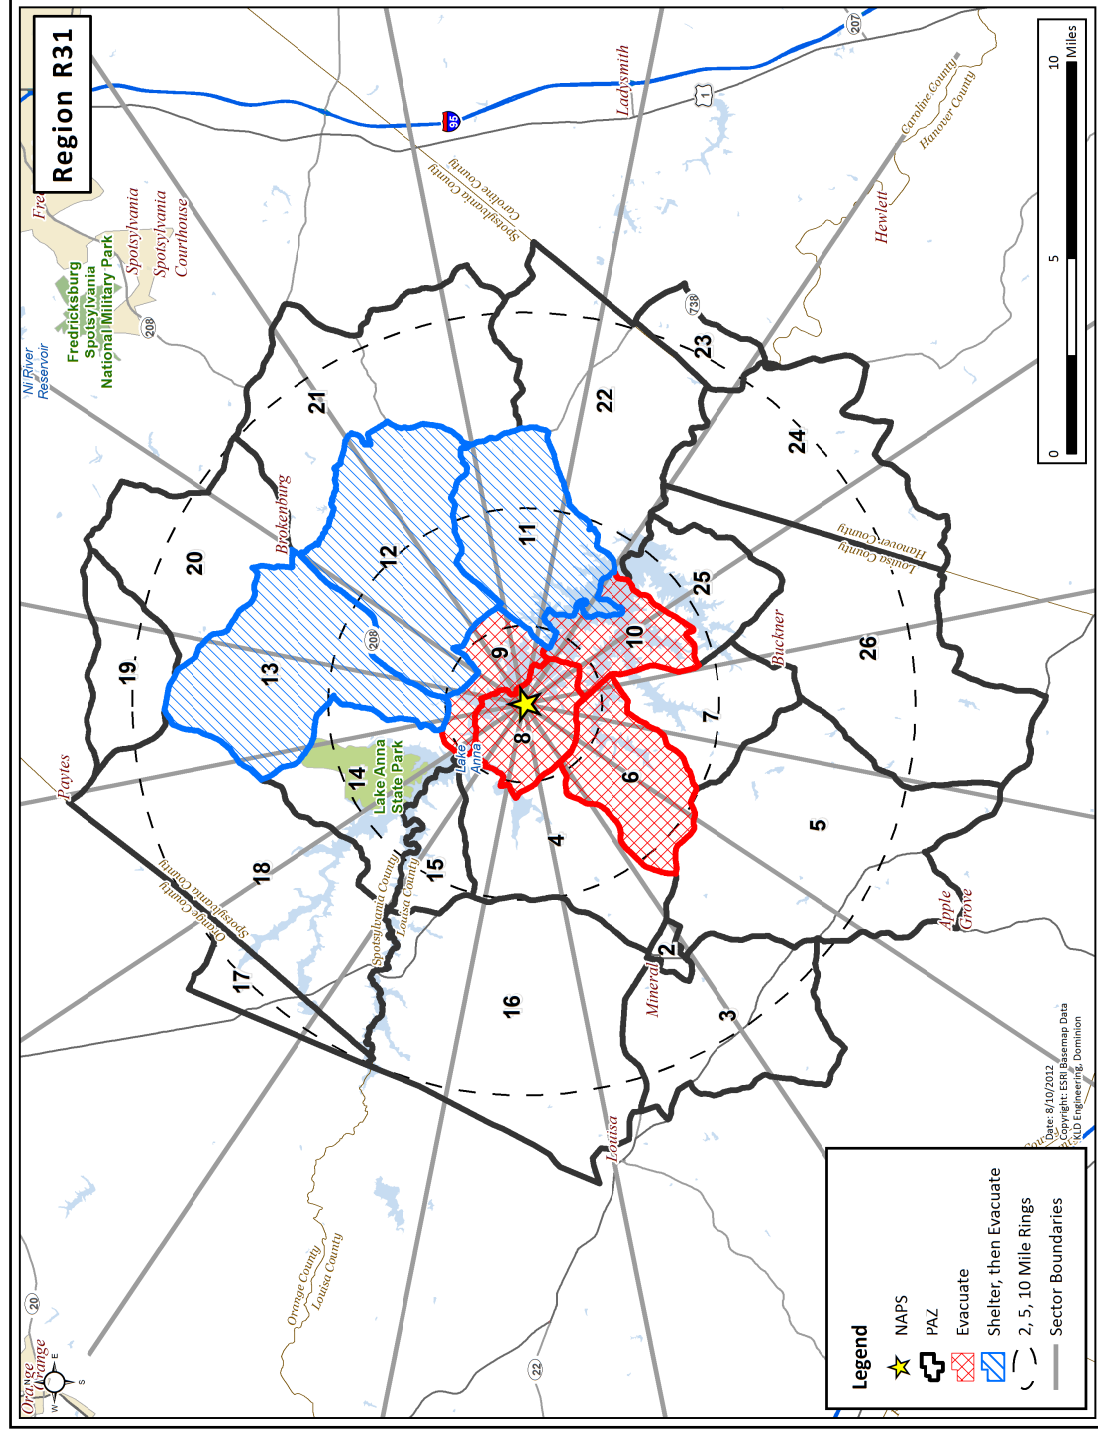 Region R31
Fre
Spotsylvania
Spotsylvania
Courthouse
Fredricksburg
Spotsylvania
National Military Park
Ni River
Reservoir
208
95
1
207
Ladysmith
Spotsylvania County
Caroline County
Caroline County
Hanover County
Hewlett
738
Paytes
Brokenburg
208
Lake Anna
State Park
Lake
Anna
Orange County
Spotsylvania County
Spotsylvania County
Louisa County
Louisa County
Hanover County
Buckner
Mineral
Apple
Grove
Louisa
Orange County
Louisa County
20
22
Orange
Orange
N
E
S
W
2
3
4
5
6
7
8
9
10
11
12
13
14
15
16
17
18
19
20
21
22
23
24
25
26
0
5
10
Miles
Legend
NAPS
PAZ
Evacuate
Shelter, then Evacuate
2, 5, 10 Mile Rings
Sector Boundaries
Date: 8/10/2012
Copyright: ESRI Basemap Data
KLD Engineering, Dominion